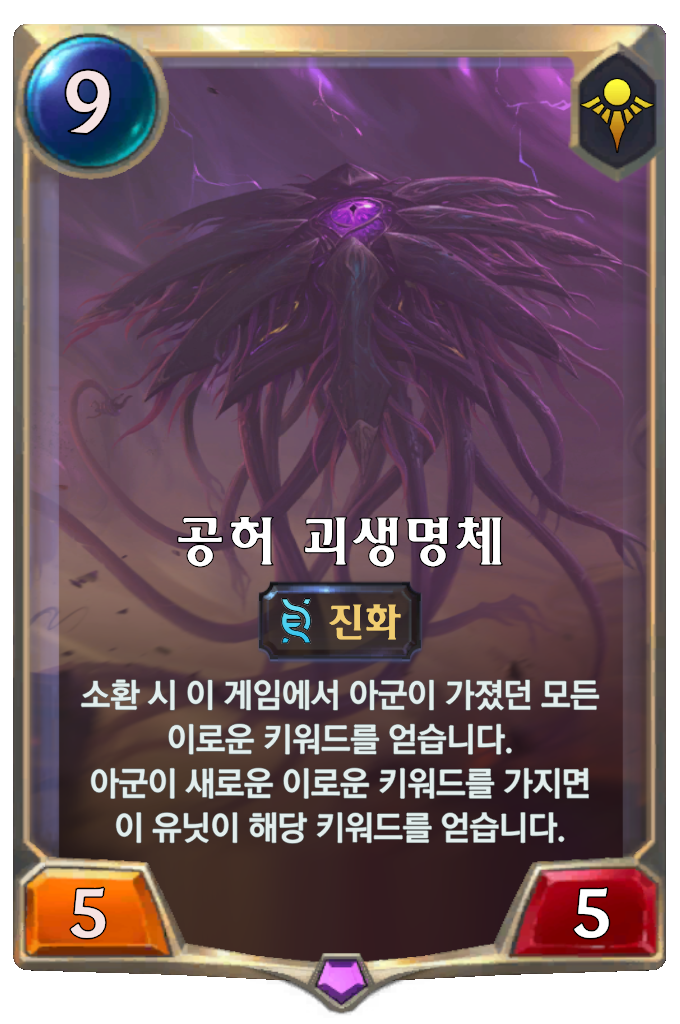 9
공허 괴생명체
진화
소환 시 이 게임에서 아군이 가졌던 모든
이로운 키워드를 얻습니다.
아군이 새로운 이로운 키워드를 가지면
이 유닛이 해당 키워드를 얻습니다.
5
5